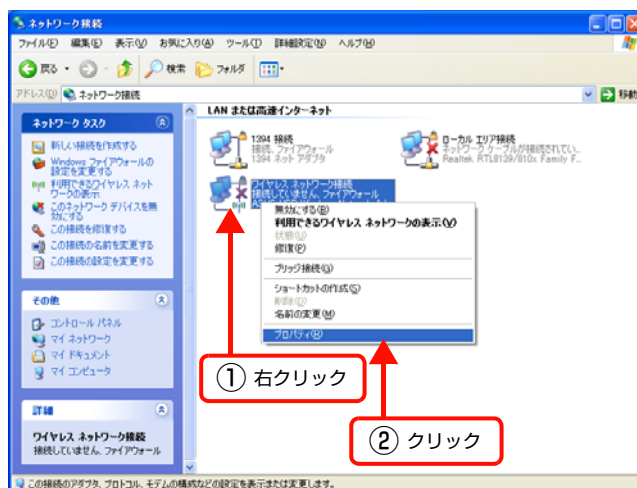 ネットワーク接続
ファイル(F) 編集(E) 表示(V) お気に入り(A) ツール(T) 詳細設定(N) ヘルプ(H)
戻る 検索 フォルダ
アドレス(D) ネットワーク接続 移動
ネットワーク タスク
新しい接続を作成する
Windows ファイアウォールの
設定を変更する
利用できるワイヤレス ネット
ワークの表示
このネットワーク デバイスを無
効にする
この接続を修復する
この接続の名前を変更する
この接続の設定を変更する
その他
コントロール パネル
マイ ネットワーク
マイ ドキュメント
マイ コンピュータ
詳細
ワイヤレス ネットワーク接続
接続していません, ファイアウォール
LAN または高速インターネット
1394 接続
接続, ファイアウォール
1394 ネット アダプタ
ローカル エリア接続
ネットワーク ケーブルが接続されてい...
Realtek RTL8139/810x Family F...
ワイヤレス ネットワーク接続
接続していません, ファイアウォール
無効にする(B)
利用できるワイヤレス ネットワークの表示(V)
状態(U)
修復(P)
ブリッジ接続(G)
ショートカットの作成(S)
削除(D)
名前の変更(M)
プロパティ(R)
① 右クリック
② クリック
この接続のアダプタ、プロトコル、モデムの構成などの設定を表示または変更します。